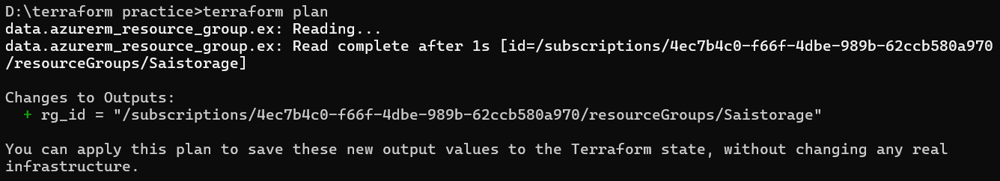 D:\terraform practice>terraform plan
data.azurerm_resource_group.ex: Reading...
data.azurerm_resource_group.ex: Read complete after 1s [id=/subscriptions/4ec7b4c0-f66f-4dbe-989b-62ccb580a970
/resourceGroups/Saistorage]
Changes to Outputs:
+ rg_id = "/subscriptions/4ec7b4c0-f66f-4dbe-989b-62ccb580a970/resourceGroups/Saistorage"
You can apply this plan to save these new output values to the Terraform state, without changing any real
infrastructure.